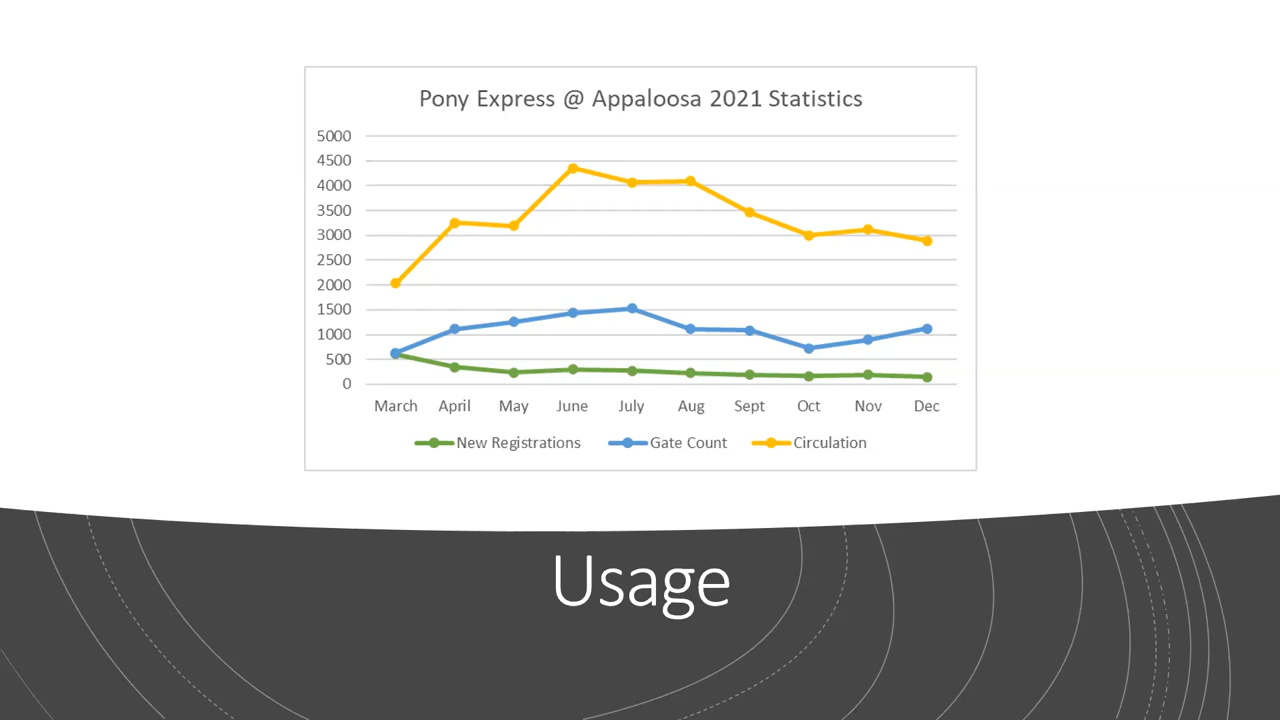 Pony Express @ Appaloosa 2021 Statistics
5000
4500
4000
3500
3000
2500
2000
1500
1000
500
0
March April May June July Aug Sept Oct Nov Dec
New Registrations Gate Count Circulation
Usage